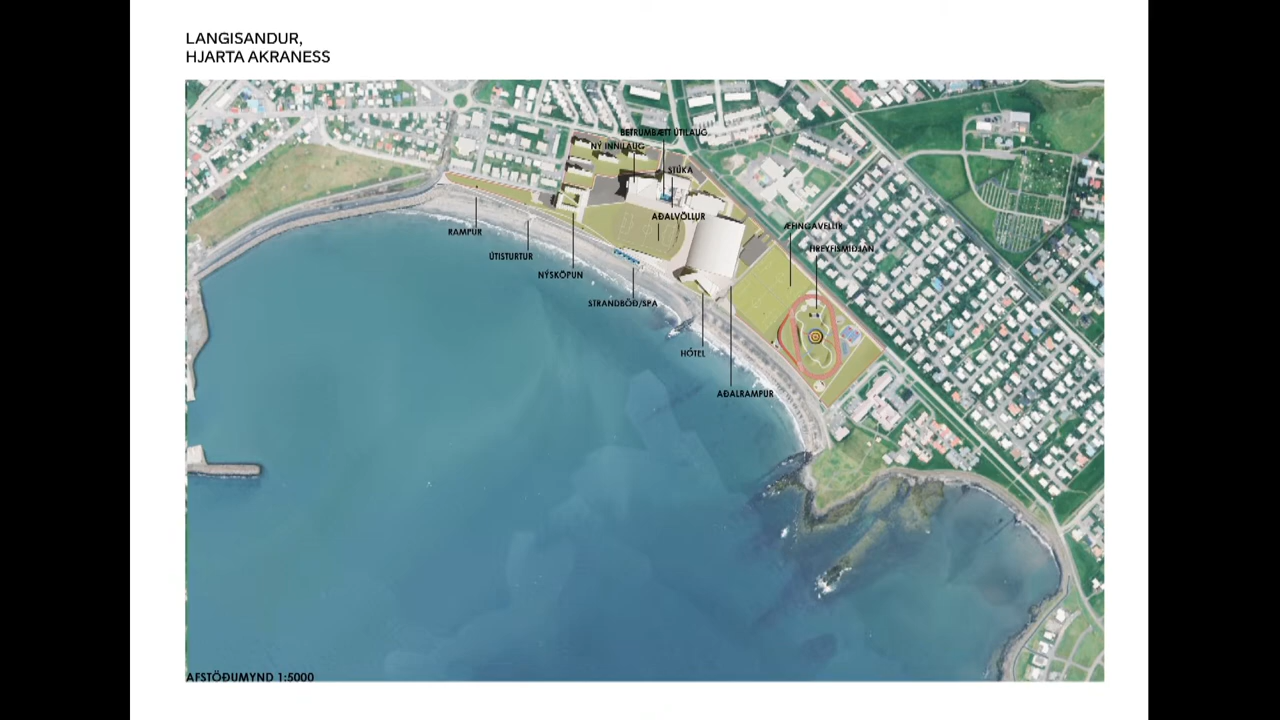 LANGISANDUR,
HJARTA AKRANESS
BETRUMBÆTT ÚTILAUG
NÝ INNILAUG
STÚKA
AÐALVÖLLUR
ÆFINGAVELLIR
HREYFISMIÐJAN
RAMPUR
ÚTISTURTUR
NÝSKÖPUN
STRANDBÖÐ/SPA
HÓTEL
AÐALRAMPUR
AFSTÖÐUMYND 1:5000